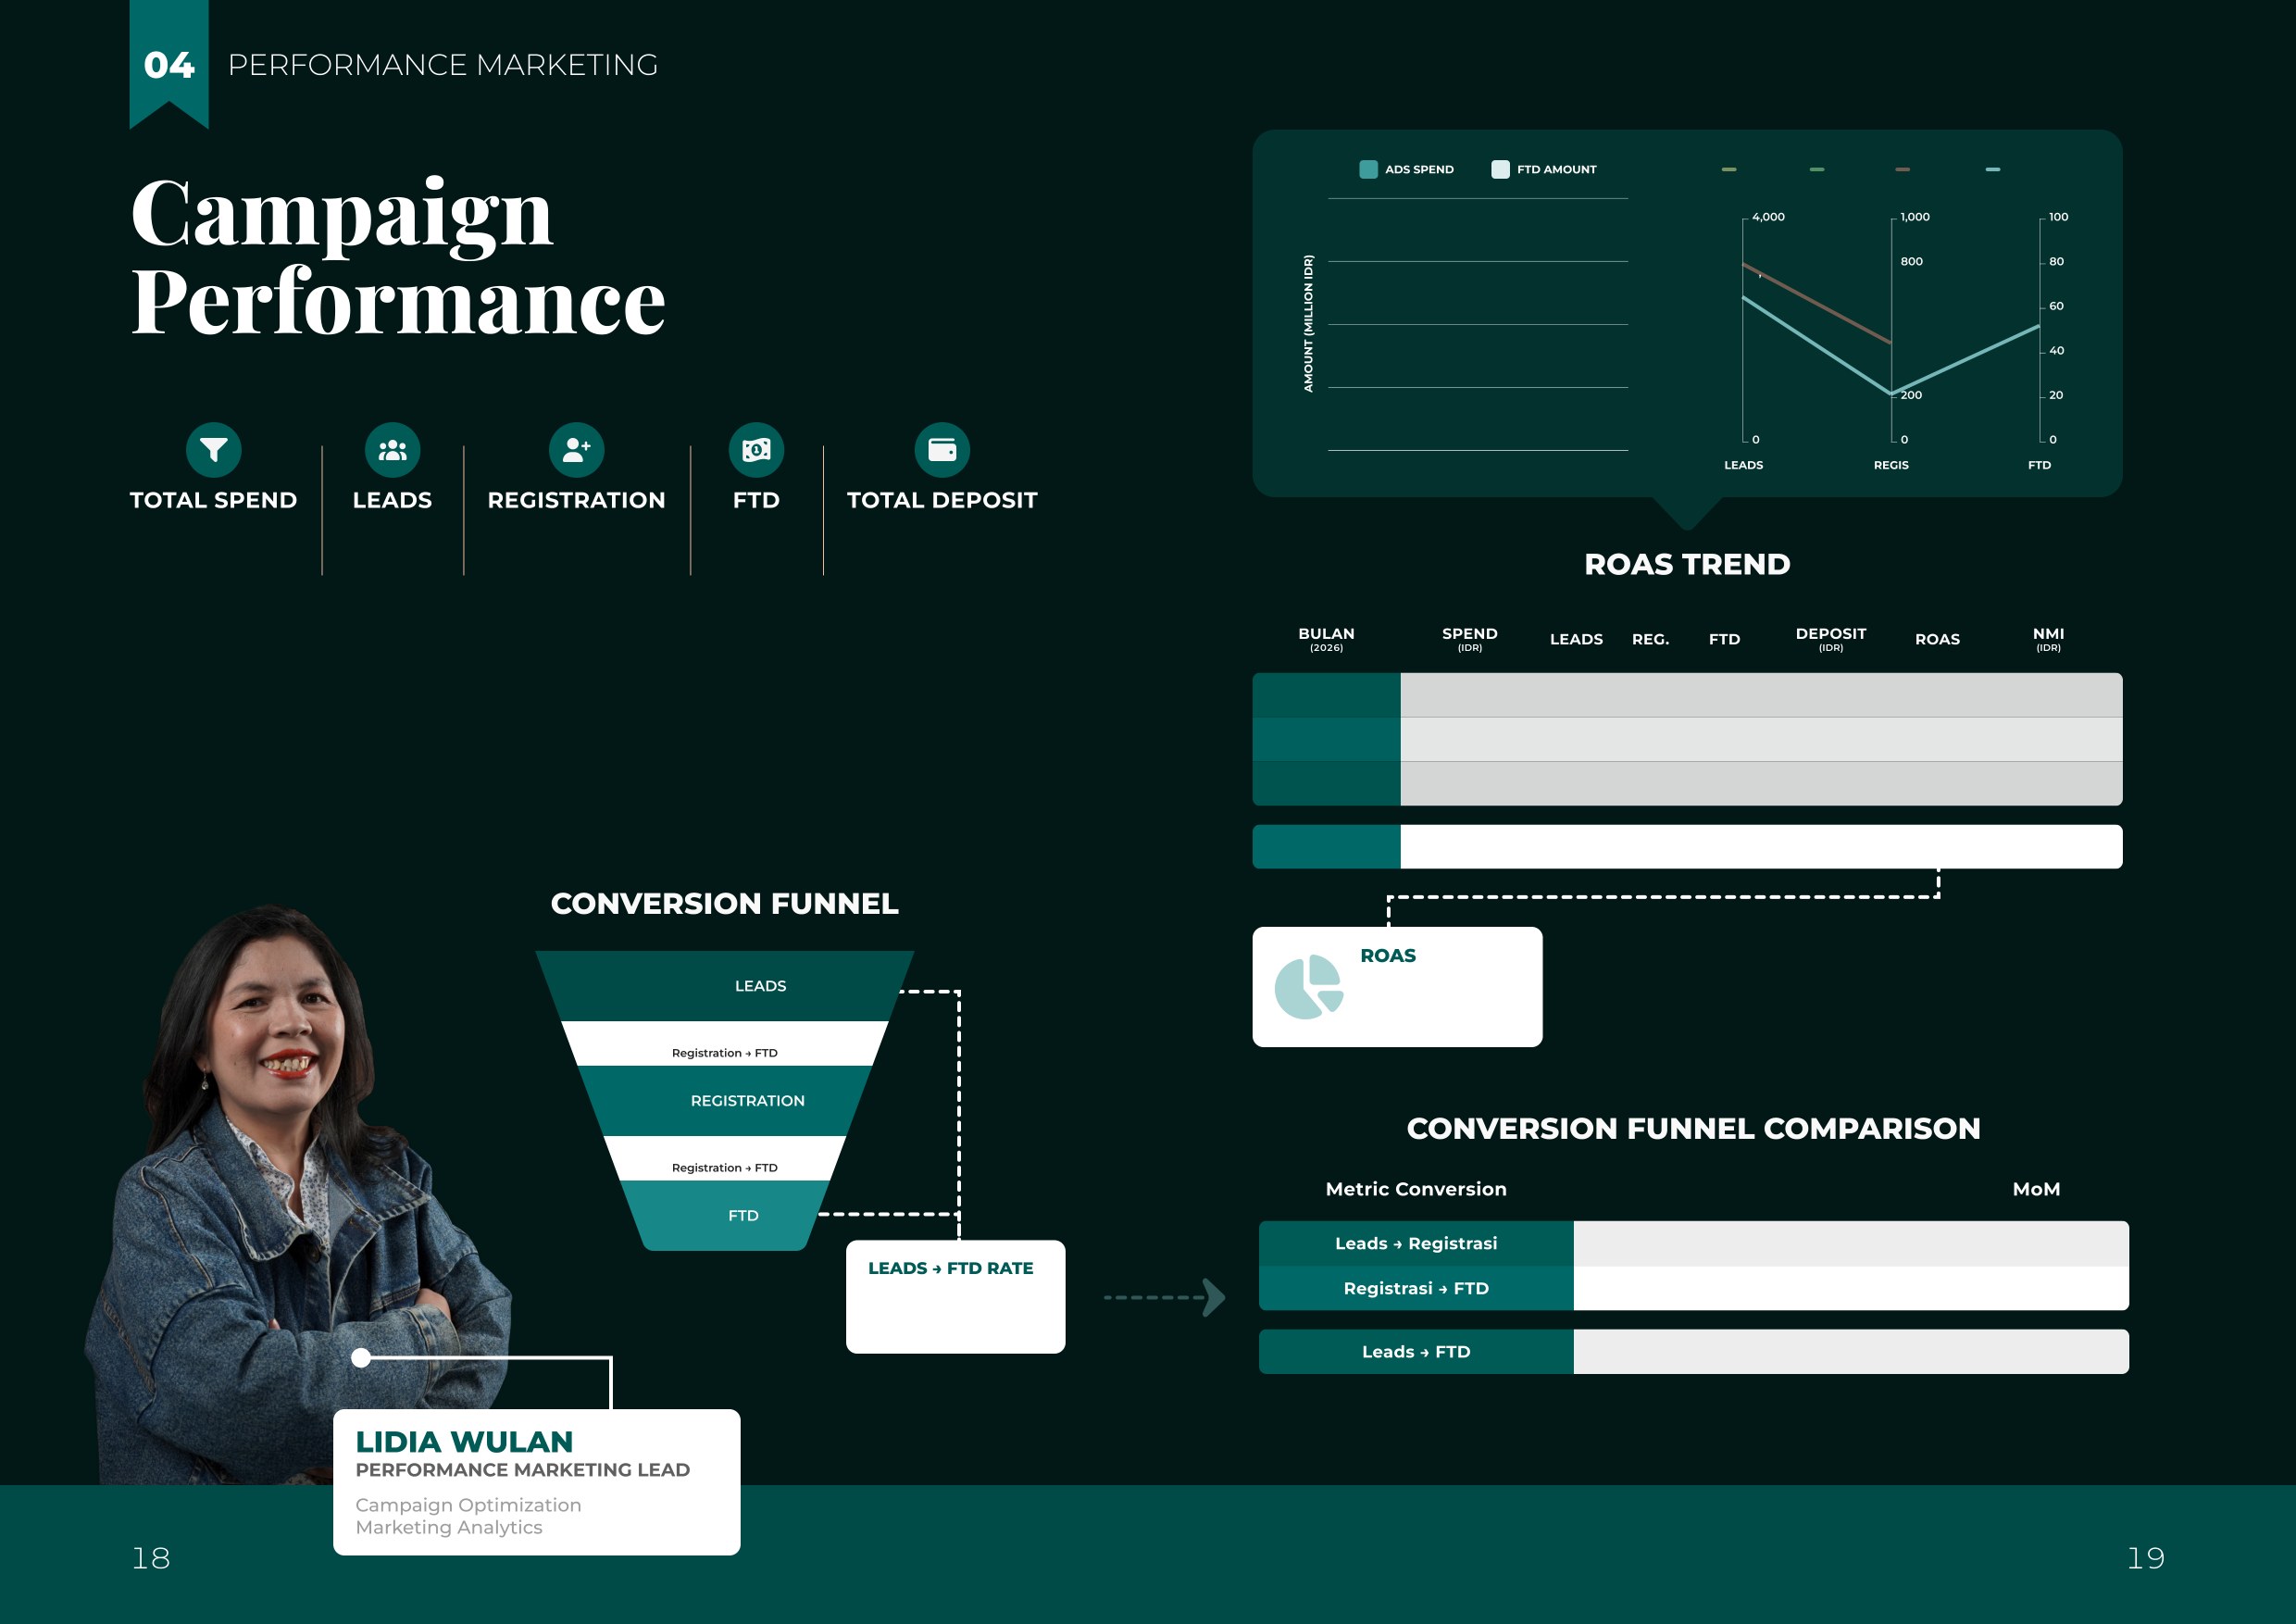 04
PERFORMANCE MARKETING
Campaign
Performance
TOTAL SPEND
LEADS
REGISTRATION
FTD
TOTAL DEPOSIT
CONVERSION FUNNEL
LEADS
Registration → FTD
REGISTRATION
Registration → FTD
FTD
LEADS → FTD RATE
LIDIA WULAN
PERFORMANCE MARKETING LEAD
Campaign Optimization
Marketing Analytics
18
ADS SPEND
FTD AMOUNT
AMOUNT (MILLION IDR)
4,000
0
LEADS
1,000
800
200
0
REGIS
100
80
60
40
20
0
FTD
ROAS TREND
BULAN
(2026)
SPEND
(IDR)
LEADS
REG.
FTD
DEPOSIT
(IDR)
ROAS
NMI
(IDR)
ROAS
CONVERSION FUNNEL COMPARISON
Metric Conversion
MoM
Leads → Registrasi
Registrasi → FTD
Leads → FTD
19